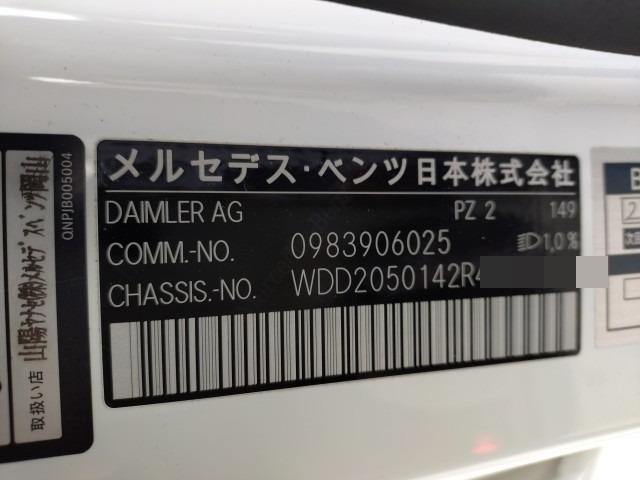 メルセデス・ベンツ日本株式会社
DAIMLER AG PZ 2 149
COMM.-NO. 0983906025 1,0 %
CHASSIS.-NO. WDD2050142R4
QNPJB005004
取扱い店